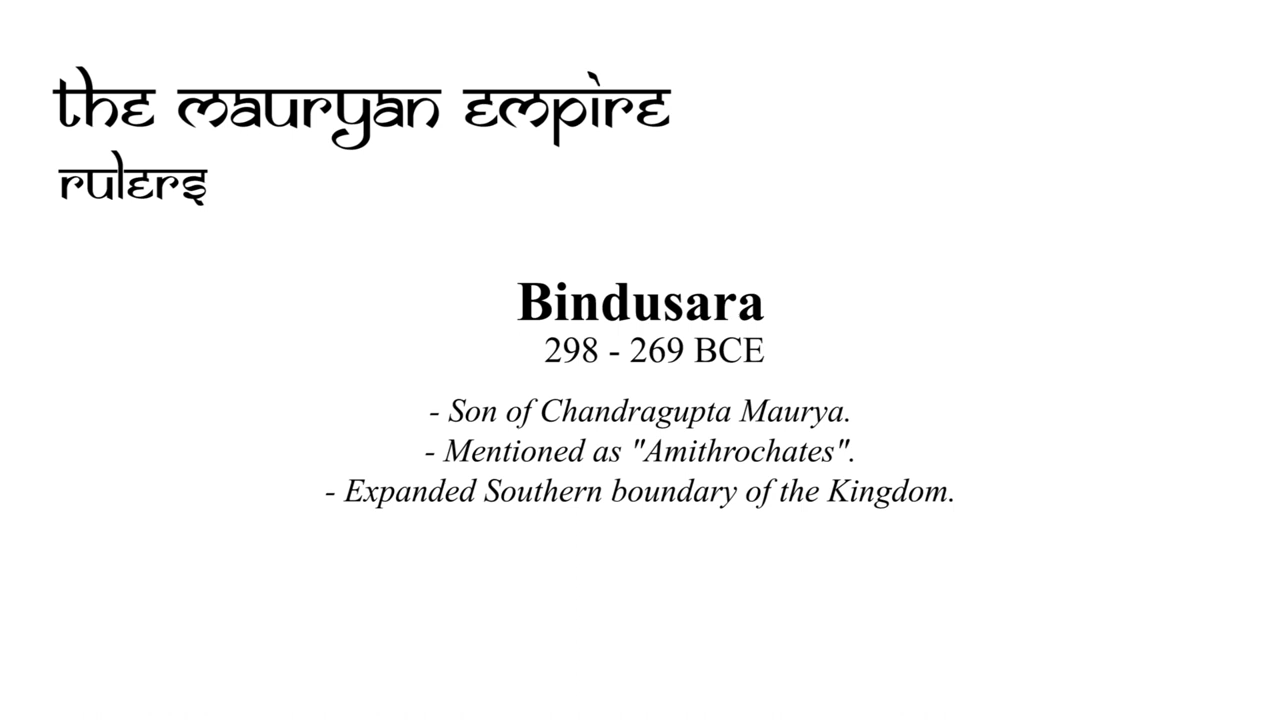 The Mauryan Empire
Rulers
Bindusara
298 - 269 BCE
- Son of Chandragupta Maurya.
- Mentioned as "Amithrochates".
- Expanded Southern boundary of the Kingdom.